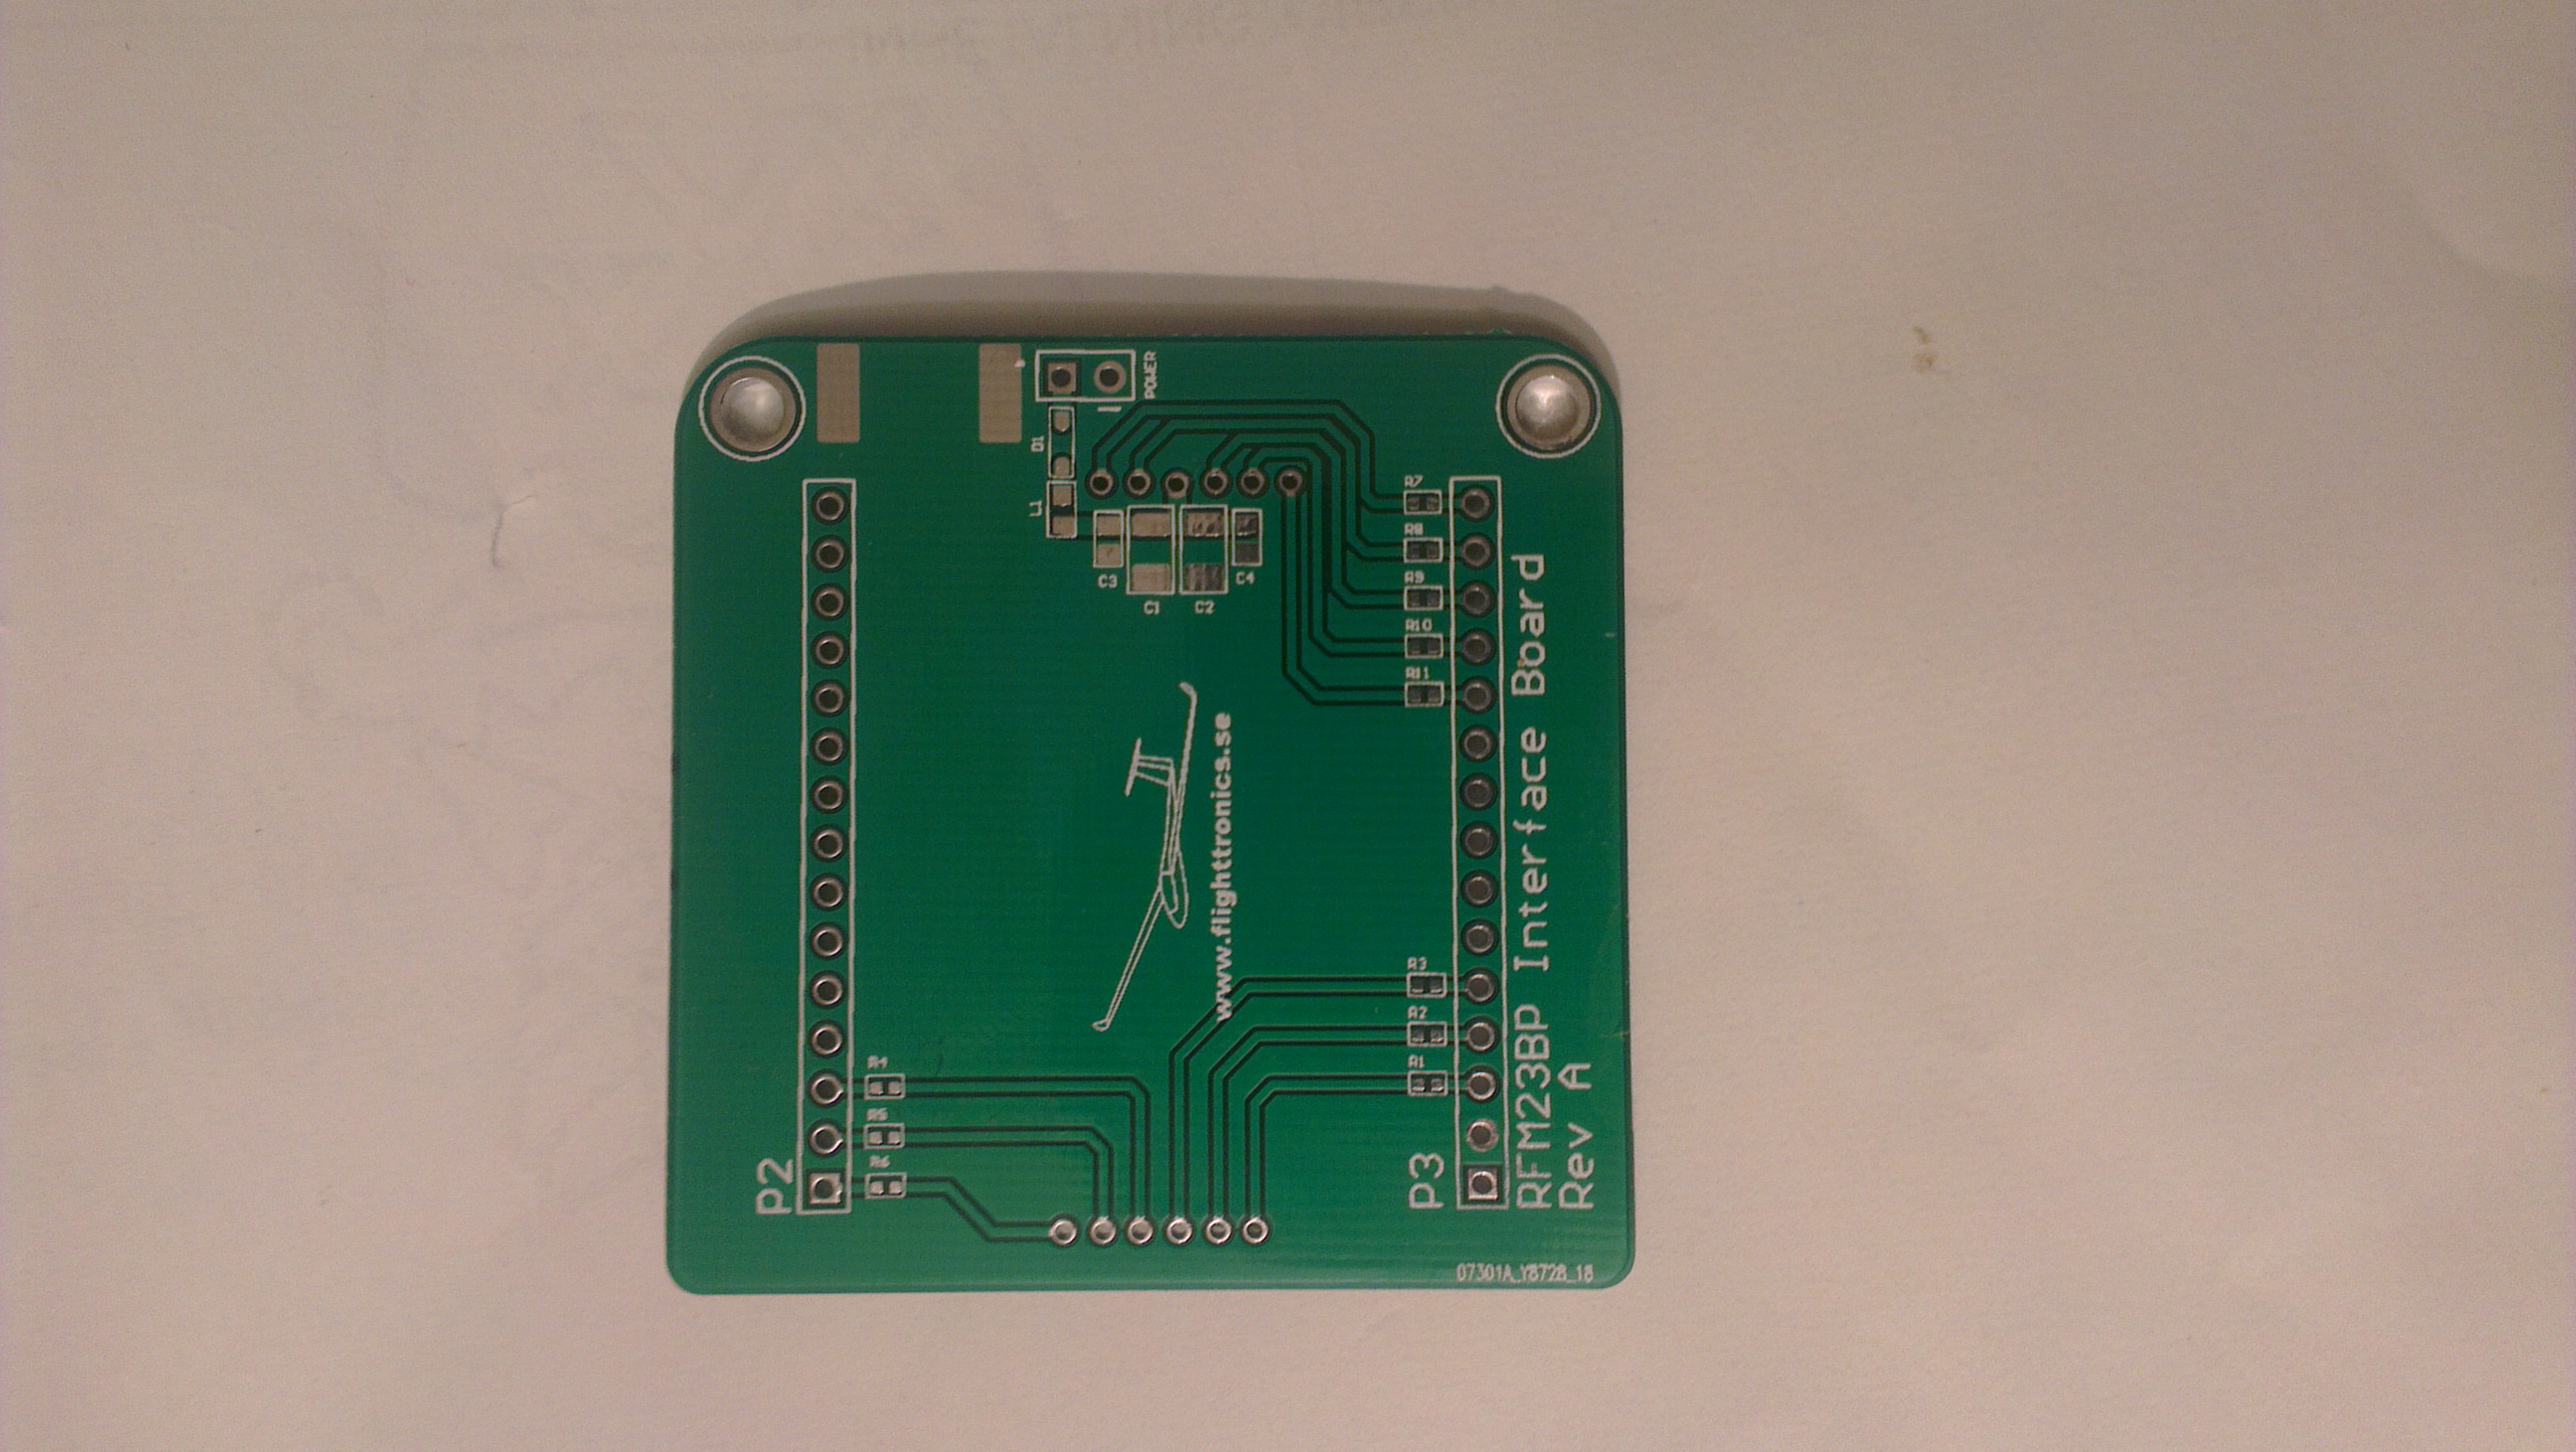 POWER
D1
L1
C3
C1
C2
C4
R7
R8
R9
R10
R11
www.flighttronics.se
R3
R2
R1
R4
R5
R6
P2
P3
RFM23BP Interface Board
Rev A
07301A_Y8728_18